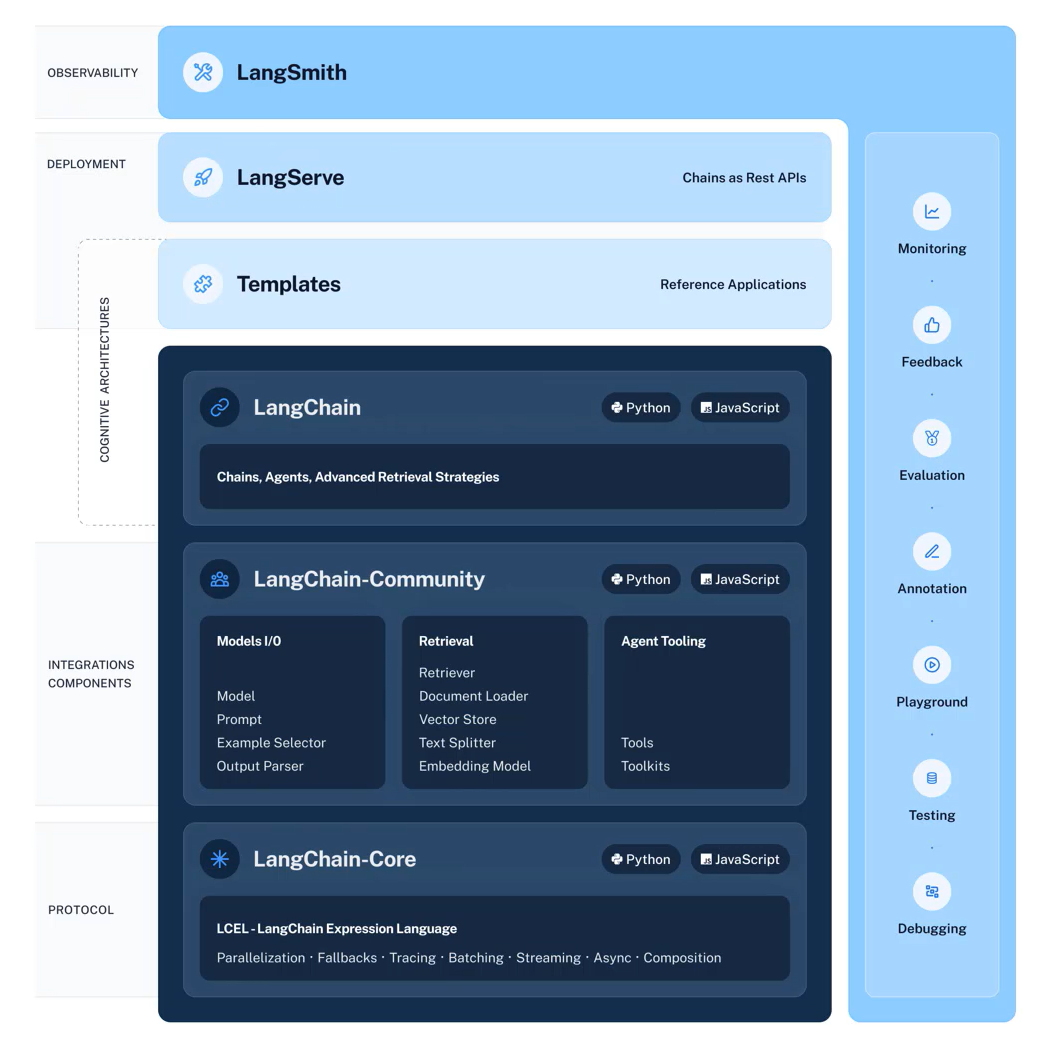 OBSERVABILITY
LangSmith
DEPLOYMENT
LangServe
Chains as Rest APIs
Templates
Reference Applications
COGNITIVE ARCHITECTURES
LangChain
Python
JS JavaScript
Chains, Agents, Advanced Retrieval Strategies
INTEGRATIONS
COMPONENTS
LangChain-Community
Python
JS JavaScript
Models I/0
Model
Prompt
Example Selector
Output Parser
Retrieval
Retriever
Document Loader
Vector Store
Text Splitter
Embedding Model
Agent Tooling
Tools
Toolkits
PROTOCOL
LangChain-Core
Python
JS JavaScript
LCEL - LangChain Expression Language
Parallelization · Fallbacks · Tracing · Batching · Streaming · Async · Composition
Monitoring
·
Feedback
·
1
Evaluation
·
Annotation
·
Playground
·
Testing
·
Debugging